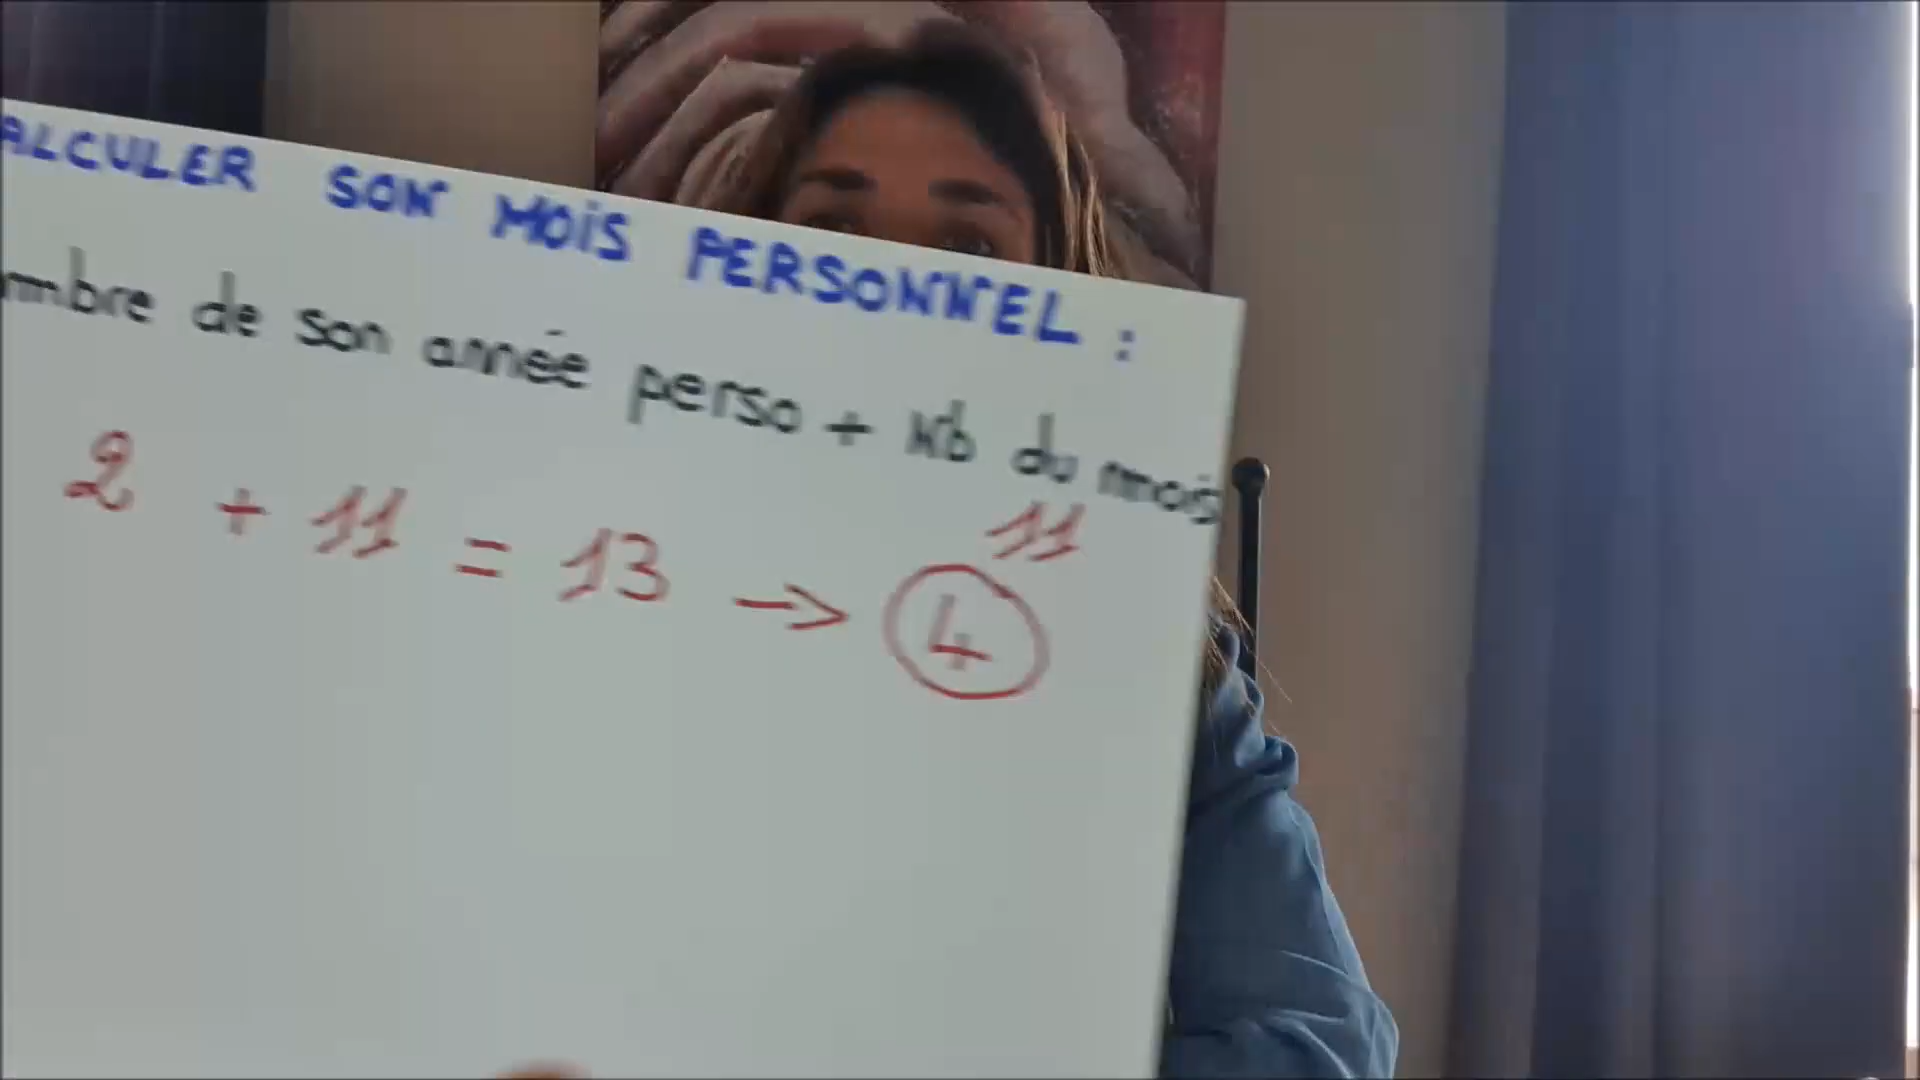 ALCULER SON MOIS PERSONNEL :
mbre de son année perso + Nb du mois
11
2 + 11 = 13 → 4